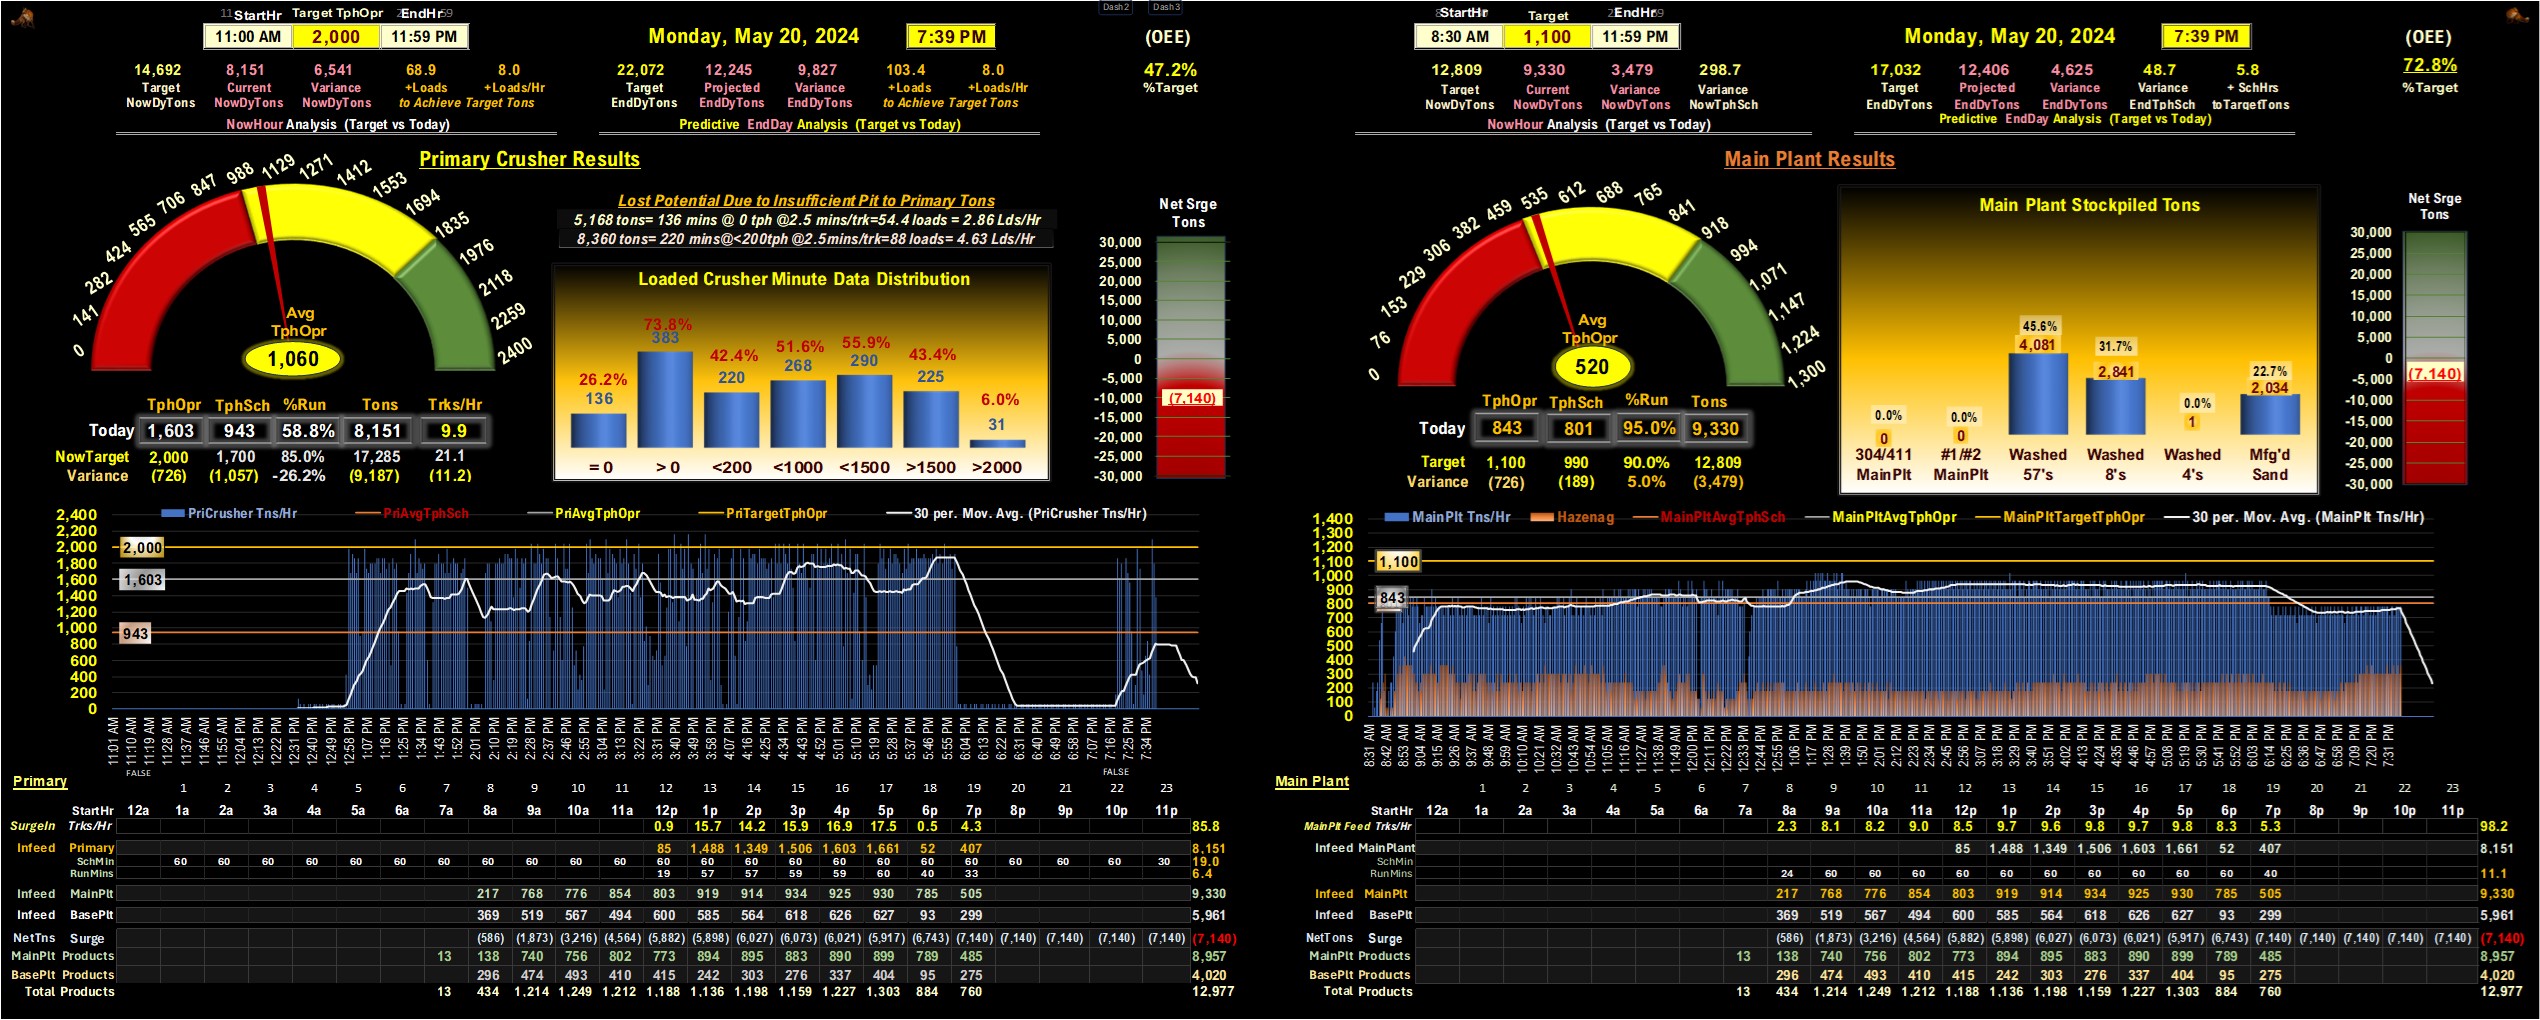 Dash2 Dash3
StartHr Target TphOpr EndHr
11:00 AM 2,000 11:59 PM
Monday, May 20, 2024 7:39 PM
(OEE)
47.2%
%Target
14,692 8,151 6,541 68.9 8.0
Target Current Variance +Loads +Loads/Hr
NowDyTons NowDyTons NowDyTons to Achieve Target Tons
NowHour Analysis (Target vs Today)
22,072 12,245 9,827 103.4 8.0
Target Projected Variance +Loads +Loads/Hr
EndDyTons EndDyTons EndDyTons to Achieve Target Tons
Predictive EndDay Analysis (Target vs Today)
Primary Crusher Results
0 141 282 424 565 706 847 988 1129 1271 1412 1553 1694 1835 1976 2118 2259 2400
Avg
TphOpr
1,060
TphOpr TphSch %Run Tons Trks/Hr
Today 1,603 943 58.8% 8,151 9.9
NowTarget 2,000 1,700 85.0% 17,285 21.1
Variance (726) (1,057) -26.2% (9,187) (11.2)
Lost Potential Due to Insufficient Pit to Primary Tons
5,168 tons= 136 mins @ 0 tph @2.5 mins/trk=54.4 loads = 2.86 Lds/Hr
8,360 tons= 220 mins@<200tph @2.5mins/trk=88 loads= 4.63 Lds/Hr
Loaded Crusher Minute Data Distribution
26.2% 73.8% 42.4% 51.6% 55.9% 43.4% 6.0%
136 383 220 268 290 225 31
= 0 > 0 <200 <1000 <1500 >1500 >2000
Net Srge
Tons
30,000
25,000
20,000
15,000
10,000
5,000
0
-5,000
-10,000
-15,000
-20,000
-25,000
-30,000
(7,140)
PriCrusher Tns/Hr PriAvgTphSch PriAvgTphOpr PriTargetTphOpr 30 per. Mov. Avg. (PriCrusher Tns/Hr)
2,400
2,200
2,000
1,800
1,600
1,400
1,200
1,000
800
600
400
200
0
2,000
1,603
943
11:01 AM 11:10 AM 11:19 AM 11:28 AM 11:37 AM 11:46 AM 11:55 AM 12:04 PM 12:13 PM 12:22 PM 12:31 PM 12:40 PM 12:49 PM 12:58 PM 1:07 PM 1:16 PM 1:25 PM 1:34 PM 1:43 PM 1:52 PM 2:01 PM 2:10 PM 2:19 PM 2:28 PM 2:37 PM 2:46 PM 2:55 PM 3:04 PM 3:13 PM 3:22 PM 3:31 PM 3:40 PM 3:49 PM 3:58 PM 4:07 PM 4:16 PM 4:25 PM 4:34 PM 4:43 PM 4:52 PM 5:01 PM 5:10 PM 5:19 PM 5:28 PM 5:37 PM 5:46 PM 5:55 PM 6:04 PM 6:13 PM 6:22 PM 6:31 PM 6:40 PM 6:49 PM 6:58 PM 7:07 PM 7:16 PM 7:25 PM 7:34 PM
FALSE FALSE
Primary
1 2 3 4 5 6 7 8 9 10 11 12 13 14 15 16 17 18 19 20 21 22 23
StartHr 12a 1a 2a 3a 4a 5a 6a 7a 8a 9a 10a 11a 12p 1p 2p 3p 4p 5p 6p 7p 8p 9p 10p 11p
SurgeIn Trks/Hr 0.9 15.7 14.2 15.9 16.9 17.5 0.5 4.3 85.8
Infeed Primary 85 1,488 1,349 1,506 1,603 1,661 52 407 8,151
SchMin 60 60 60 60 60 60 60 60 60 60 60 60 60 60 60 60 60 60 60 60 60 60 30 19.0
RunMins 19 57 57 59 59 60 40 33 6.4
Infeed MainPlt 217 768 776 854 803 919 914 934 925 930 785 505 9,330
Infeed BasePlt 369 519 567 494 600 585 564 618 626 627 93 299 5,961
NetTns Surge (586) (1,873) (3,216) (4,564) (5,882) (5,898) (6,027) (6,073) (6,021) (5,917) (6,743) (7,140) (7,140) (7,140) (7,140) (7,140) (7,140)
MainPlt Products 13 138 740 756 802 773 894 895 883 890 899 789 485 8,957
BasePlt Products 296 474 493 410 415 242 303 276 337 404 95 275 4,020
Total Products 13 434 1,214 1,249 1,212 1,188 1,136 1,198 1,159 1,227 1,303 884 760 12,977
StartHr Target EndHr
8:30 AM 1,100 11:59 PM
Monday, May 20, 2024 7:39 PM
(OEE)
72.8%
%Target
12,809 9,330 3,479 298.7
Target Current Variance Variance
NowDyTons NowDyTons NowDyTons NowTphSch
NowHour Analysis (Target vs Today)
17,032 12,406 4,625 48.7 5.8
Target Projected Variance Variance + SchHrs
EndDyTons EndDyTons EndDyTons EndTphSch toTargetTons
Predictive EndDay Analysis (Target vs Today)
Main Plant Results
0 76 153 229 306 382 459 535 612 688 765 841 918 994 1,071 1,147 1,224 1,300
Avg
TphOpr
520
TphOpr TphSch %Run Tons
Today 843 801 95.0% 9,330
Target 1,100 990 90.0% 12,809
Variance (726) (189) 5.0% (3,479)
Main Plant Stockpiled Tons
0.0% 0.0% 45.6% 31.7% 0.0% 22.7%
0 0 4,081 2,841 1 2,034
304/411 #1/#2 Washed Washed Washed Mfg'd
MainPlt MainPlt 57's 8's 4's Sand
Net Srge
Tons
30,000
25,000
20,000
15,000
10,000
5,000
0
-5,000
-10,000
-15,000
-20,000
-25,000
-30,000
(7,140)
MainPlt Tns/Hr Hazenag MainPltAvgTphSch MainPltAvgTphOpr MainPltTargetTphOpr 30 per. Mov. Avg. (MainPlt Tns/Hr)
1,400
1,300
1,200
1,100
1,000
900
800
700
600
500
400
300
200
100
0
1,100
843
8:31 AM 8:42 AM 8:53 AM 9:04 AM 9:15 AM 9:26 AM 9:37 AM 9:48 AM 9:59 AM 10:10 AM 10:21 AM 10:32 AM 10:43 AM 10:54 AM 11:05 AM 11:16 AM 11:27 AM 11:38 AM 11:49 AM 12:00 PM 12:11 PM 12:22 PM 12:33 PM 12:44 PM 12:55 PM 1:06 PM 1:17 PM 1:28 PM 1:39 PM 1:50 PM 2:01 PM 2:12 PM 2:23 PM 2:34 PM 2:45 PM 2:56 PM 3:07 PM 3:18 PM 3:29 PM 3:40 PM 3:51 PM 4:02 PM 4:13 PM 4:24 PM 4:35 PM 4:46 PM 4:57 PM 5:08 PM 5:19 PM 5:30 PM 5:41 PM 5:52 PM 6:03 PM 6:14 PM 6:25 PM 6:36 PM 6:47 PM 6:58 PM 7:09 PM 7:20 PM 7:31 PM
Main Plant
1 2 3 4 5 6 7 8 9 10 11 12 13 14 15 16 17 18 19 20 21 22 23
StartHr 12a 1a 2a 3a 4a 5a 6a 7a 8a 9a 10a 11a 12p 1p 2p 3p 4p 5p 6p 7p 8p 9p 10p 11p
MainPlt Feed Trks/Hr 2.3 8.1 8.2 9.0 8.5 9.7 9.6 9.8 9.7 9.8 8.3 5.3 98.2
Infeed MainPlant 85 1,488 1,349 1,506 1,603 1,661 52 407 8,151
SchMin
RunMins 24 60 60 60 60 60 60 60 60 60 60 40 11.1
Infeed MainPlt 217 768 776 854 803 919 914 934 925 930 785 505 9,330
Infeed BasePlt 369 519 567 494 600 585 564 618 626 627 93 299 5,961
NetTons Surge (586) (1,873) (3,216) (4,564) (5,882) (5,898) (6,027) (6,073) (6,021) (5,917) (6,743) (7,140) (7,140) (7,140) (7,140) (7,140) (7,140)
MainPlt Products 13 138 740 756 802 773 894 895 883 890 899 789 485 8,957
BasePlt Products 296 474 493 410 415 242 303 276 337 404 95 275 4,020
Total Products 13 434 1,214 1,249 1,212 1,188 1,136 1,198 1,159 1,227 1,303 884 760 12,977